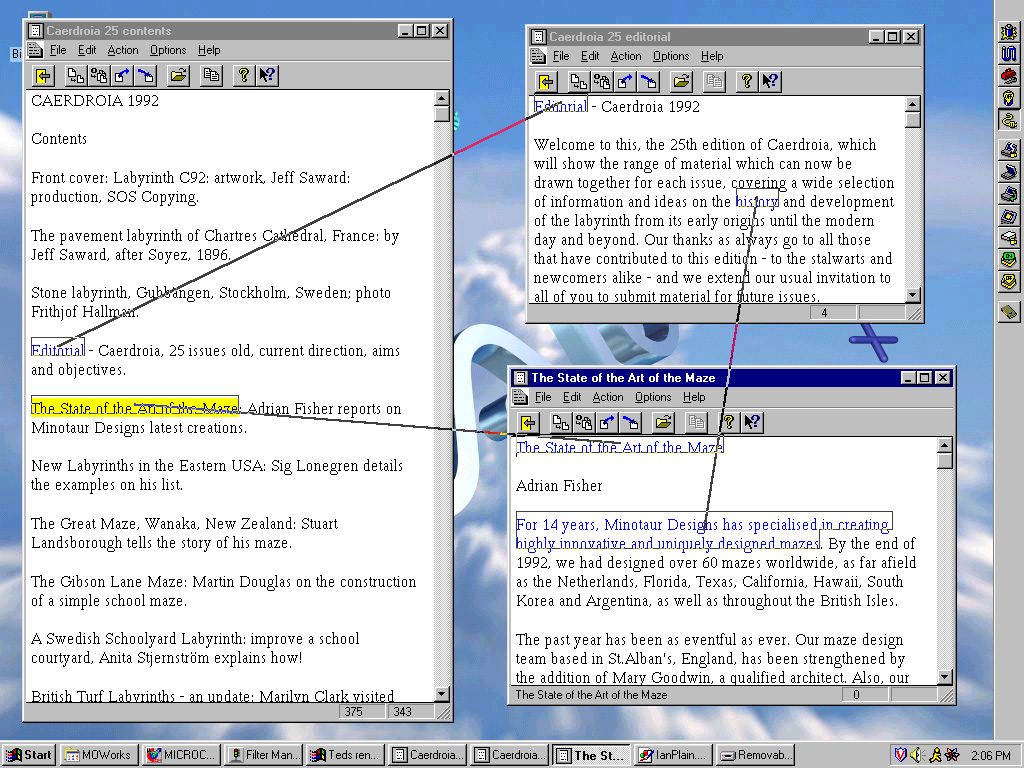 Bi
Caerdroia 25 contents
File Edit Action Options Help
CAERDROIA 1992
Contents
Front cover: Labyrinth C92: artwork, Jeff Saward:
production, SOS Copying.
The pavement labyrinth of Chartres Cathedral, France: by
Jeff Saward, after Soyez, 1896.
Stone labyrinth, Gubbängen, Stockholm, Sweden; photo
Frithjof Hallman.
Editorial - Caerdroia, 25 issues old, current direction, aims
and objectives.
The State of the Art of the Maze: Adrian Fisher reports on
Minotaur Designs latest creations.
New Labyrinths in the Eastern USA: Sig Lonegren details
the examples on his list.
The Great Maze, Wanaka, New Zealand: Stuart
Landsborough tells the story of his maze.
The Gibson Lane Maze: Martin Douglas on the construction
of a simple school maze.
A Swedish Schoolyard Labyrinth: improve a school
courtyard, Anita Stjernström explains how!
British Turf Labyrinths - an update: Marilyn Clark visited
375 343
Caerdroia 25 editorial
File Edit Action Options Help
Editorial - Caerdroia 1992
Welcome to this, the 25th edition of Caerdroia, which
will show the range of material which can now be
drawn together for each issue, covering a wide selection
of information and ideas on the history and development
of the labyrinth from its early origins until the modern
day and beyond. Our thanks as always go to all those
that have contributed to this edition - to the stalwarts and
newcomers alike - and we extend our usual invitation to
all of you to submit material for future issues.
4
The State of the Art of the Maze
File Edit Action Options Help
The State of the Art of the Maze
Adrian Fisher
For 14 years, Minotaur Designs has specialised in creating
highly innovative and uniquely designed mazes. By the end of
1992, we had designed over 60 mazes worldwide, as far afield
as the Netherlands, Florida, Texas, California, Hawaii, South
Korea and Argentina, as well as throughout the British Isles.
The past year has been as eventful as ever. Our maze design
team based in St.Alban's, England, has been strengthened by
the addition of Mary Goodwin, a qualified architect. Also, our
The State of the Art of the Maze 0
Start MOWorks MICROC... Filter Man... Teds ren... Caerdroia... Caerdroia... The St... IanPlain.... Removab... 2:06 PM